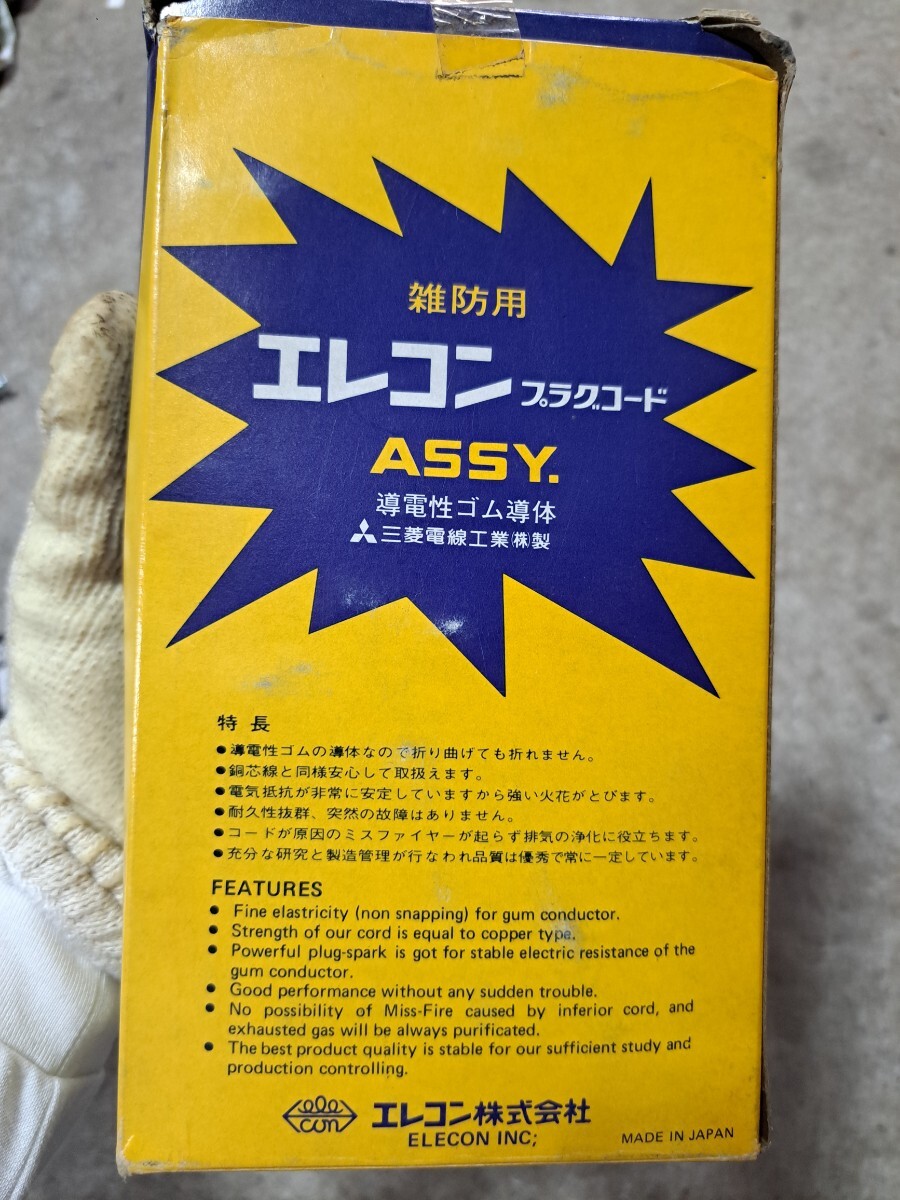 雑防用
エレコン プラグコード
ASSY.
導電性ゴム導体
三菱電線工業㈱製
特長
●導電性ゴムの導体なので折り曲げても折れません。
●銅芯線と同様安心して取扱えます。
●電気抵抗が非常に安定していますから強い火花がとびます。
●耐久性抜群、突然の故障はありません。
●コードが原因のミスファイヤーが起らず排気の浄化に役立ちます。
●充分な研究と製造管理が行なわれ品質は優秀で常に一定しています。
FEATURES
● Fine elasticity (non snapping) for gum conductor.
● Strength of our cord is equal to copper type.
● Powerful plug-spark is got for stable electric resistance of the
gum conductor.
● Good performance without any sudden trouble.
● No possibility of Miss-Fire caused by inferior cord, and
exhausted gas will be always purificated.
● The best product quality is stable for our sufficient study and
production controlling.
ele con エレコン株式会社
ELECON INC;
MADE IN JAPAN